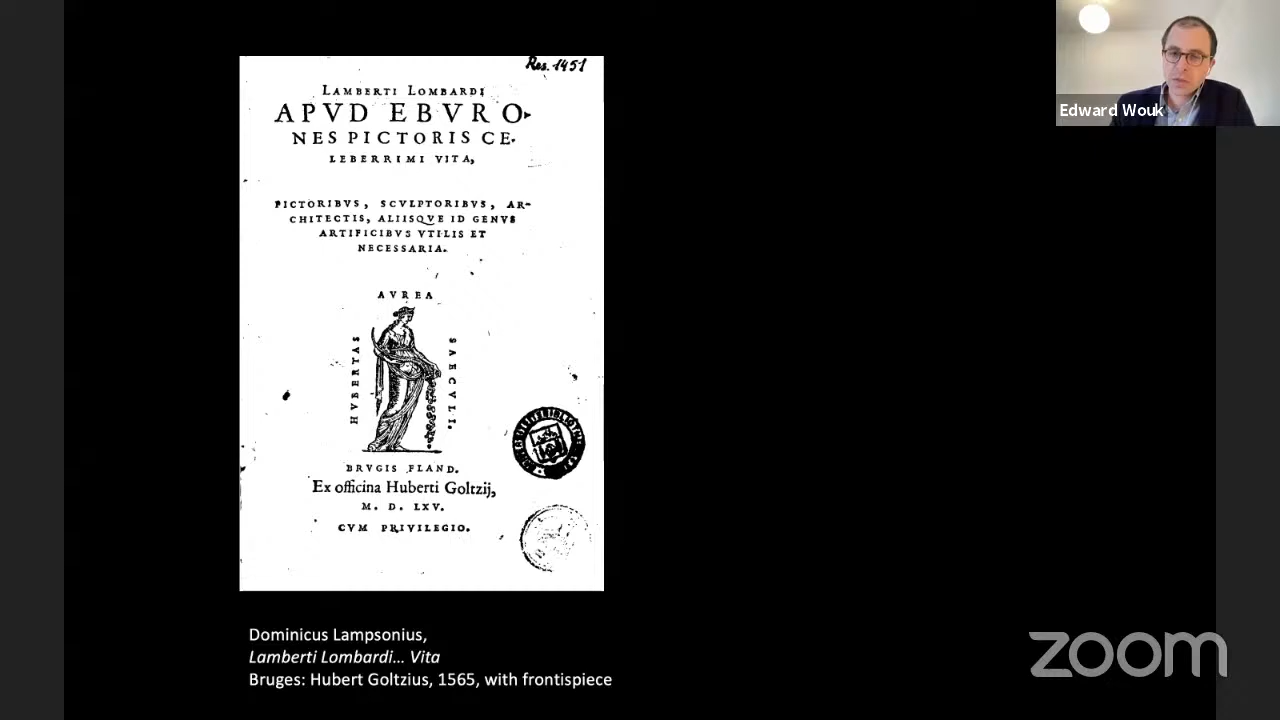 Res. 1451
LAMBERTI LOMBARDI
APVD EBVRO-
NES PICTORIS CE-
LEBERRIMI VITA,
PICTORIBVS, SCVLPTORIBVS, AR-
CHITECTIS, ALIISQVE ID GENVS
ARTIFICIBVS VTILIS ET
NECESSARIA.
AVREA
HVBERTAS
SAECVLI.
BRVGIS FLAND.
Ex officina Huberti Goltzij,
M. D. LXV.
CVM PRIVILEGIO.
Dominicus Lampsonius,
Lamberti Lombardi... Vita
Bruges: Hubert Goltzius, 1565, with frontispiece
Edward Wouk
zoom